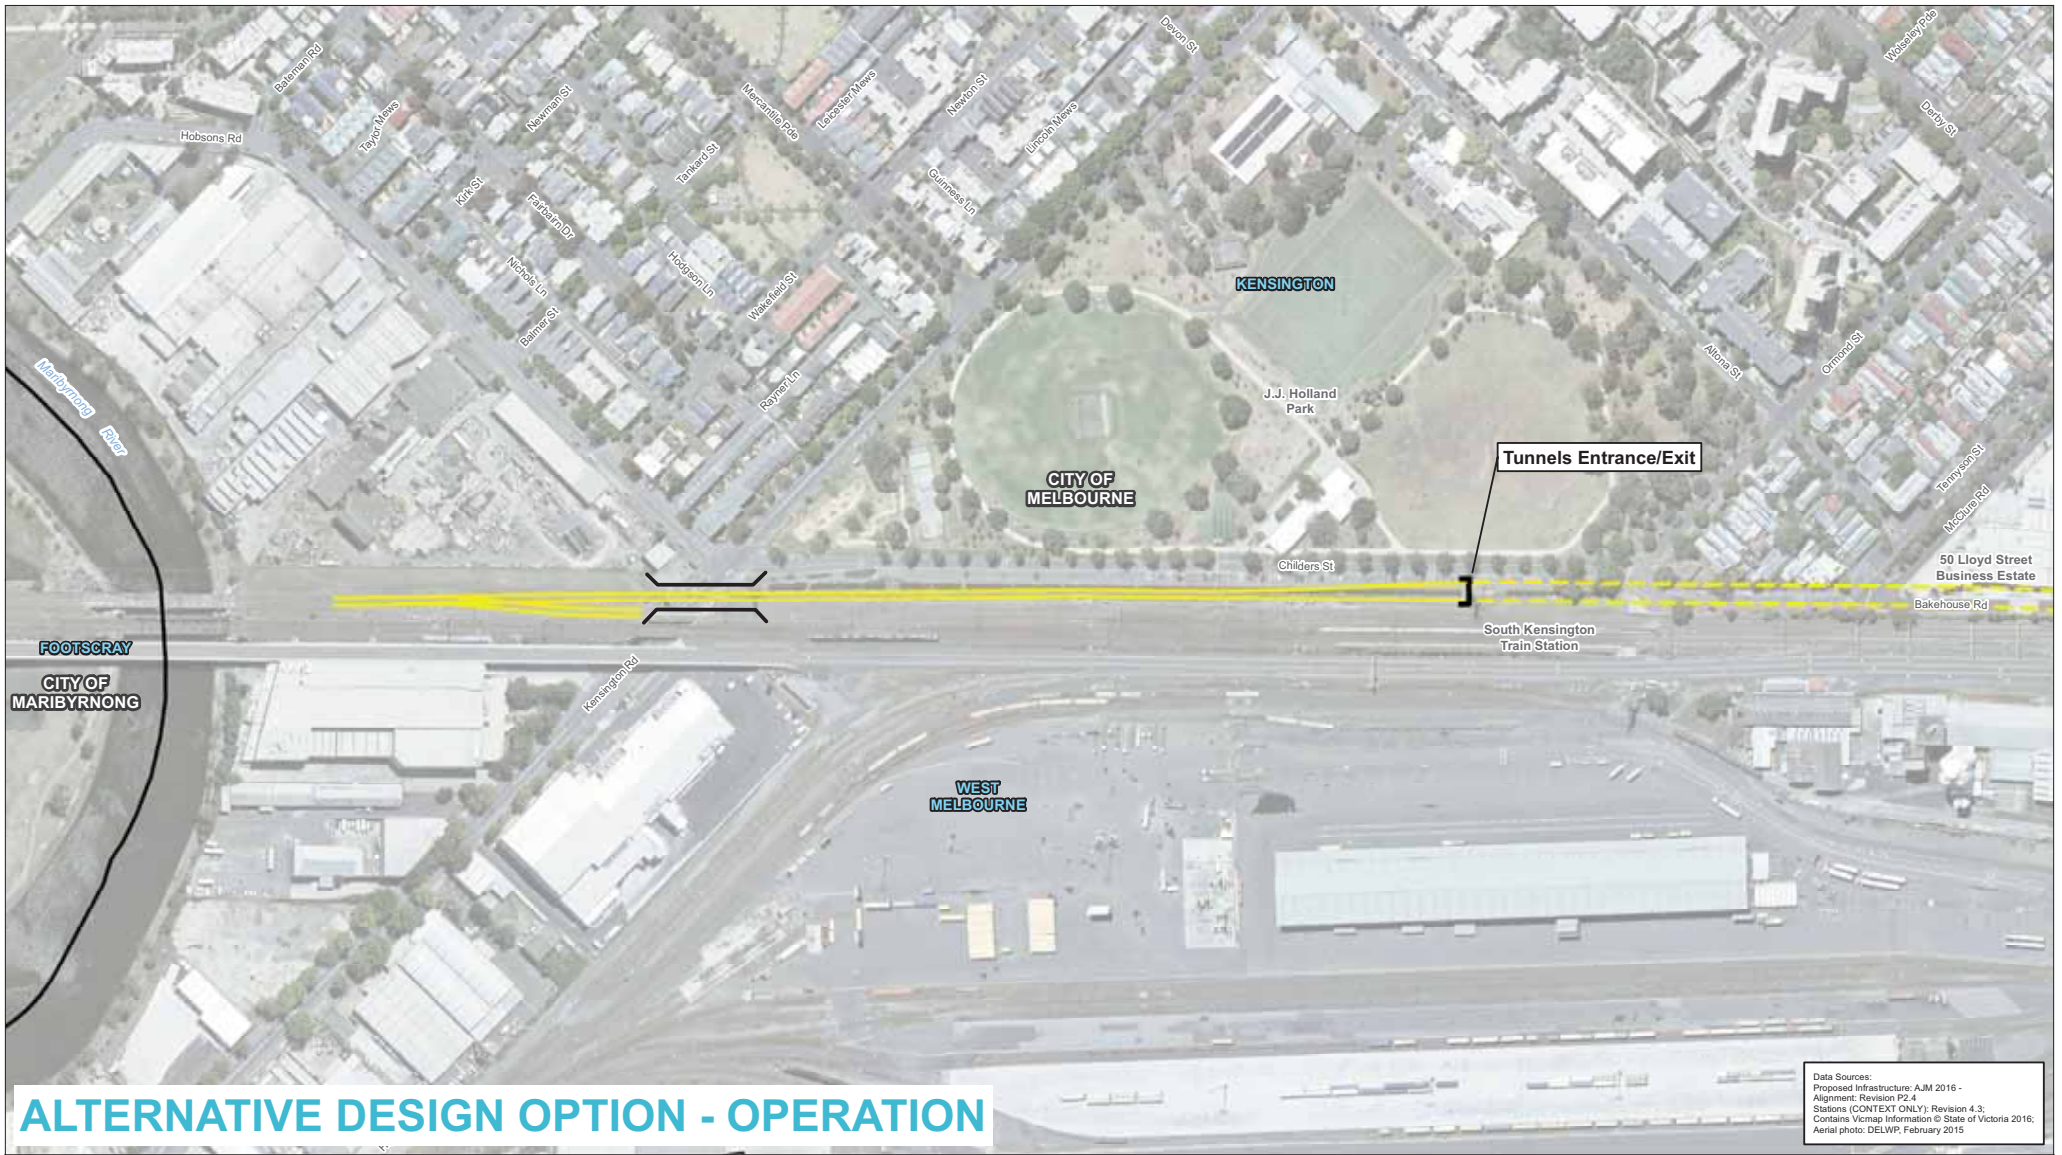 Bateman Rd
Devon St
Wolseley Pde
Taylor Mews
Newman St
Mercantile Pde
Leicester Mews
Newton St
Lincoln Mews
Derby St
Hobsons Rd
Tankard St
Kirk St
Fairbairn Dr
Guinness Ln
Nichols Ln
Hodgson Ln
Wakefield St
KENSINGTON
Balmer St
Altona St
Ormond St
Maribyrnong
River
Rayner Ln
J.J. Holland
Park
Tunnels Entrance/Exit
Tennyson St
McClure Rd
CITY OF
MELBOURNE
Childers St
50 Lloyd Street
Business Estate
Bakehouse Rd
South Kensington
Train Station
FOOTSCRAY
CITY OF
MARIBYRNONG
Kensington Rd
WEST
MELBOURNE
ALTERNATIVE DESIGN OPTION - OPERATION
Data Sources:
Proposed Infrastructure: AJM 2016 -
Alignment: Revision P2.4
Stations (CONTEXT ONLY): Revision 4.3;
Contains Vicmap Information © State of Victoria 2016;
Aerial photo: DELWP, February 2015